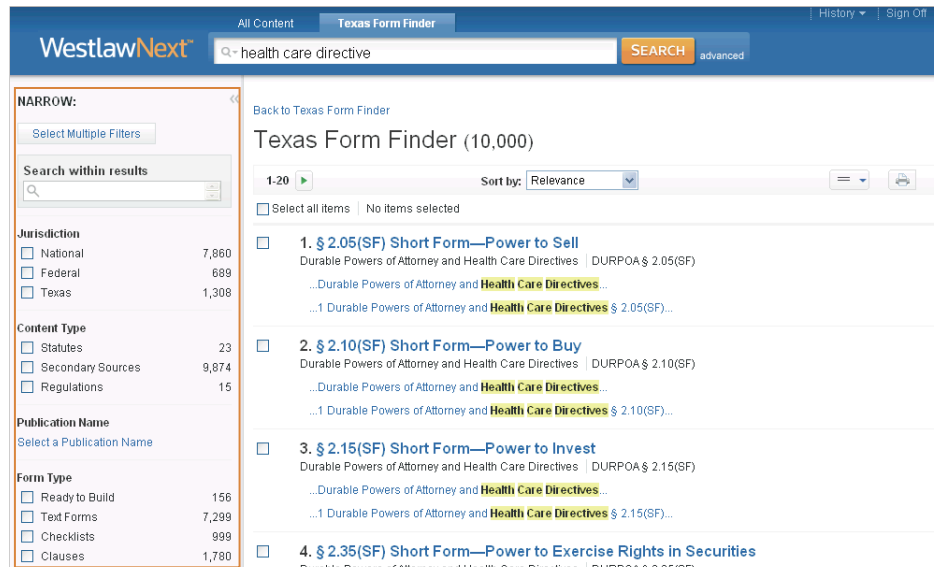 All Content
Texas Form Finder
History
Sign Off
WestlawNext™
health care directive
SEARCH
advanced
NARROW:
Select Multiple Filters
Search within results
Jurisdiction
National 7,860
Federal 689
Texas 1,308
Content Type
Statutes 23
Secondary Sources 9,874
Regulations 15
Publication Name
Select a Publication Name
Form Type
Ready to Build 156
Text Forms 7,299
Checklists 999
Clauses 1,780
Back to Texas Form Finder
Texas Form Finder (10,000)
1-20
Sort by: Relevance
Select all items
No items selected
1. § 2.05(SF) Short Form—Power to Sell
Durable Powers of Attorney and Health Care Directives DURPOA § 2.05(SF)
...Durable Powers of Attorney and Health Care Directives...
...1 Durable Powers of Attorney and Health Care Directives § 2.05(SF)...
2. § 2.10(SF) Short Form—Power to Buy
Durable Powers of Attorney and Health Care Directives DURPOA § 2.10(SF)
...Durable Powers of Attorney and Health Care Directives...
...1 Durable Powers of Attorney and Health Care Directives § 2.10(SF)...
3. § 2.15(SF) Short Form—Power to Invest
Durable Powers of Attorney and Health Care Directives DURPOA § 2.15(SF)
...Durable Powers of Attorney and Health Care Directives...
...1 Durable Powers of Attorney and Health Care Directives § 2.15(SF)...
4. § 2.35(SF) Short Form—Power to Exercise Rights in Securities